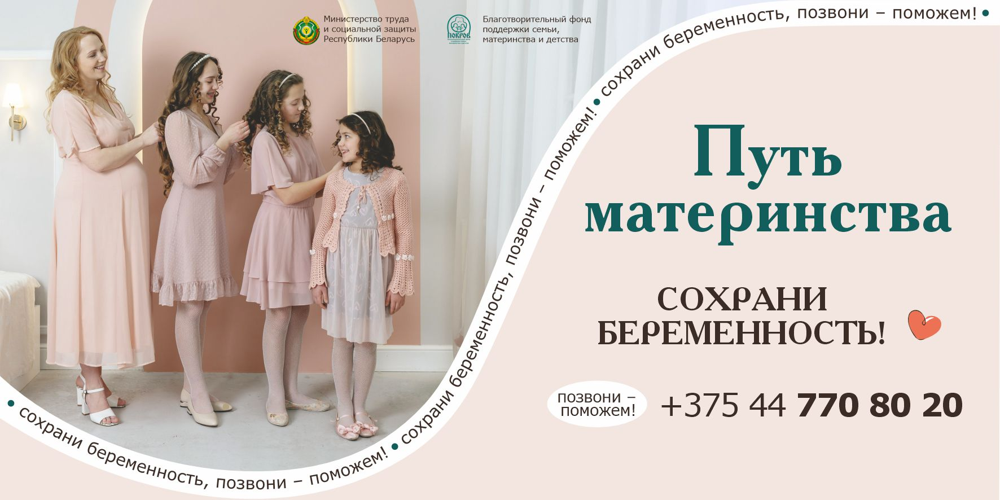 Министерство труда
и социальной защиты
Республики Беларусь
ПОКРОВ
Благотворительный фонд
поддержки семьи,
материнства и детства
сохрани беременность, позвони – поможем!
сохрани беременность, позвони – поможем!
сохрани беременность, позвони – поможем!
Путь
материнства
СОХРАНИ
БЕРЕМЕННОСТЬ!
позвони –
поможем!
+375 44 770 80 20